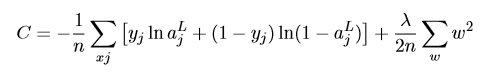 C = -\frac{1}{n} \sum_{xj} \left[ y_j \ln a_j^L + (1 - y_j) \ln(1 - a_j^L) \right] + \frac{\lambda}{2n} \sum_w w^2